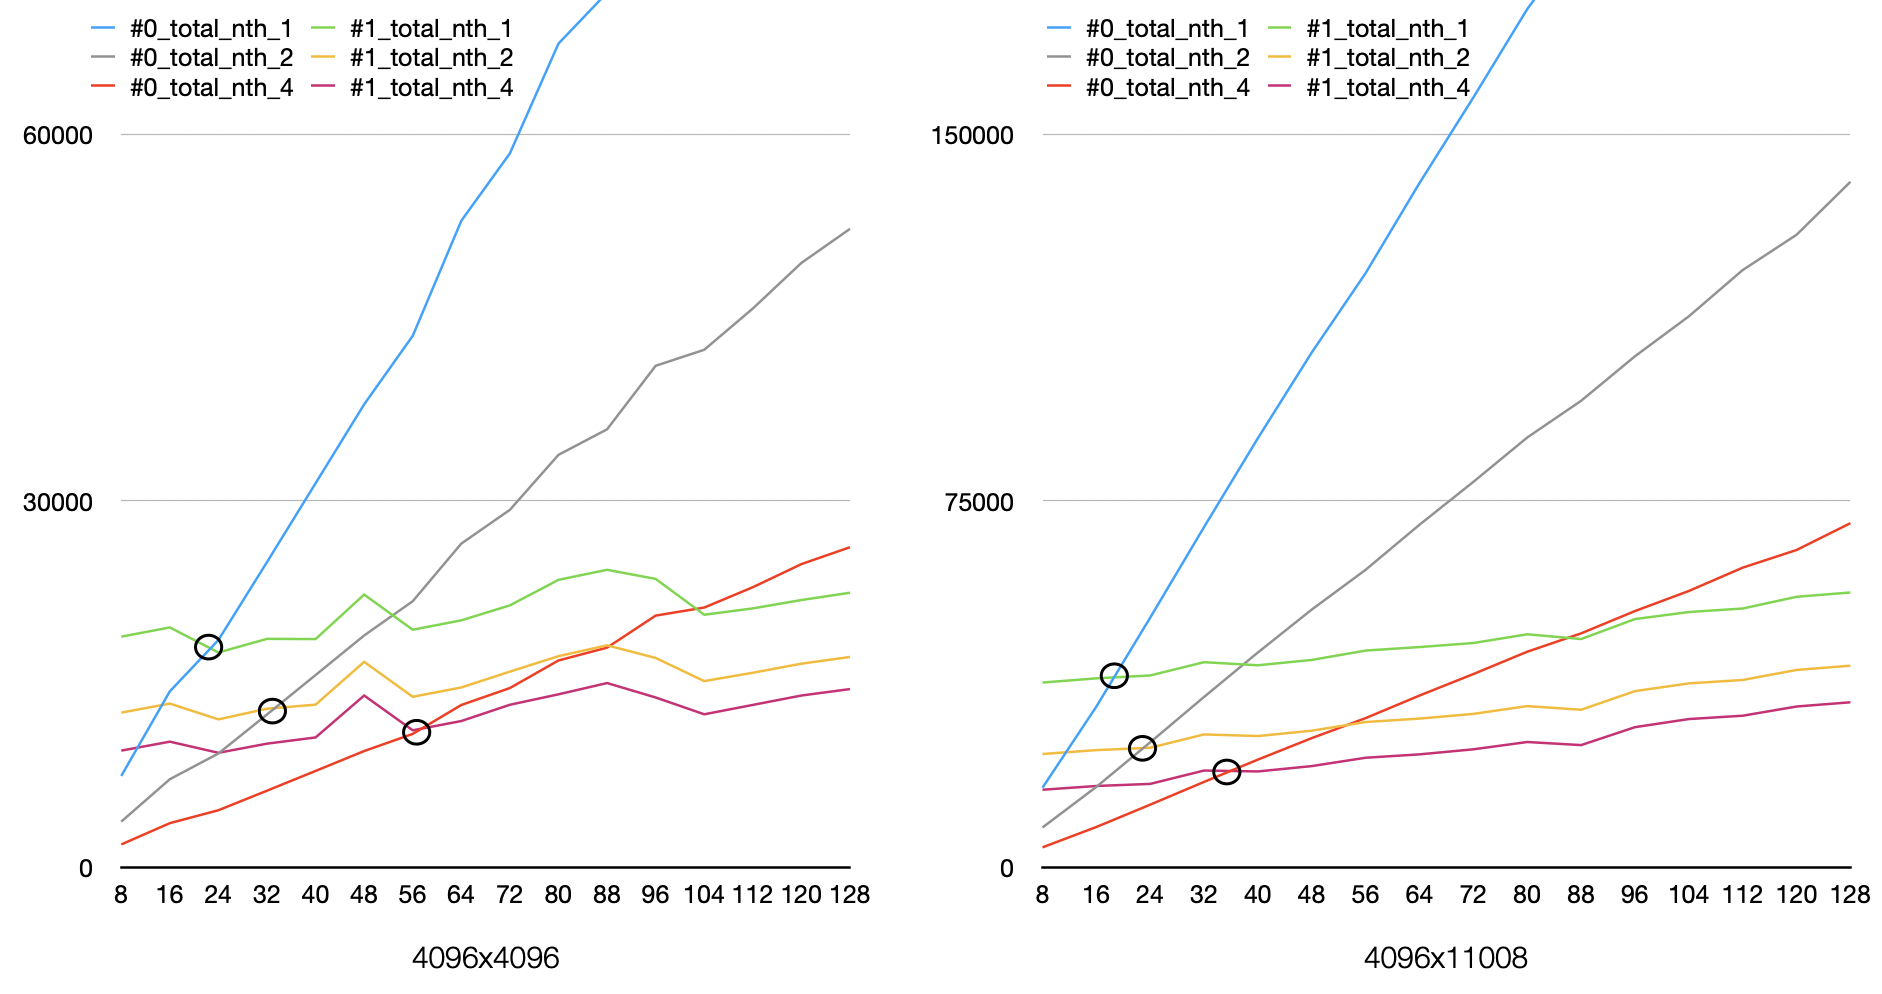 #0_total_nth_1 #1_total_nth_1
#0_total_nth_2 #1_total_nth_2
#0_total_nth_4 #1_total_nth_4
60000
30000
0
8 16 24 32 40 48 56 64 72 80 88 96 104 112 120 128
4096x4096
#0_total_nth_1 #1_total_nth_1
#0_total_nth_2 #1_total_nth_2
#0_total_nth_4 #1_total_nth_4
150000
75000
0
8 16 24 32 40 48 56 64 72 80 88 96 104 112 120 128
4096x11008